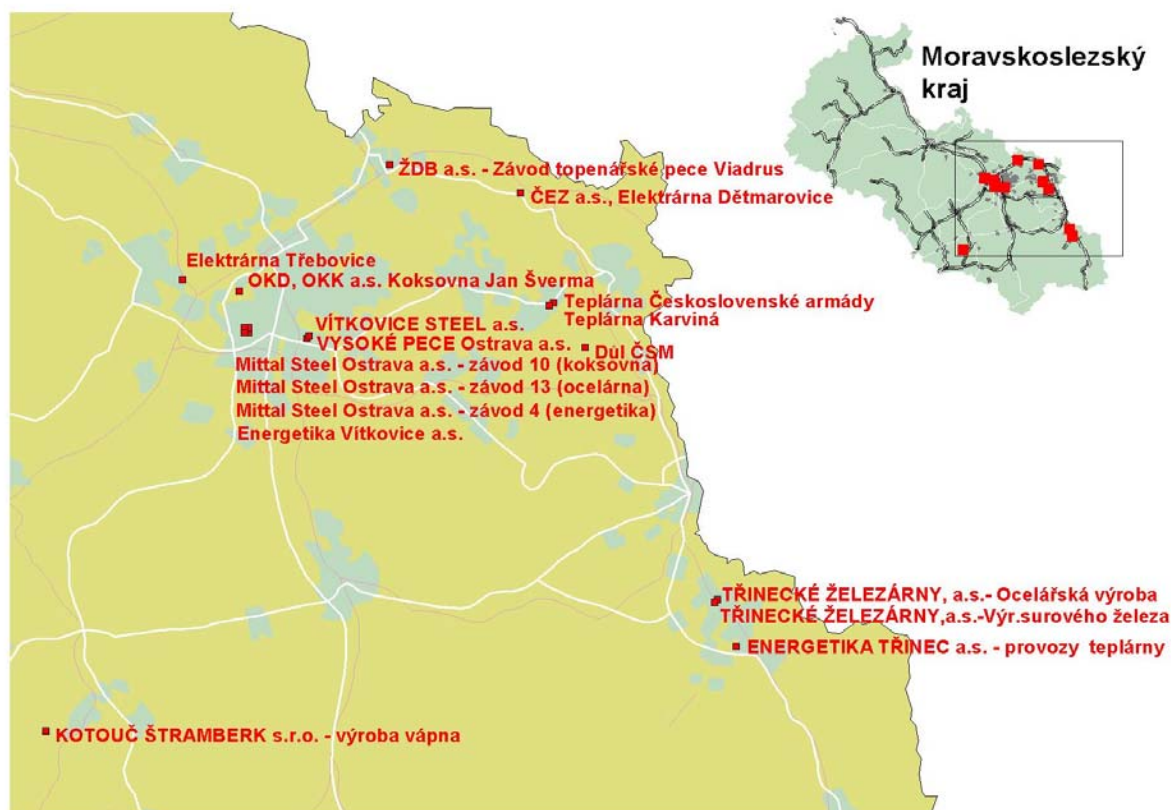 Moravskoslezský
kraj
ŽDB a.s. - Závod topenářské pece Viadrus
ČEZ a.s., Elektrárna Dětmarovice
Elektrárna Třebovice
OKD, OKK a.s. Koksovna Jan Šverma
Teplárna Československé armády
Teplárna Karviná
VÍTKOVICE STEEL a.s.
VYSOKÉ PECE Ostrava a.s.
Důl ČSM
Mittal Steel Ostrava a.s. - závod 10 (koksovna)
Mittal Steel Ostrava a.s. - závod 13 (ocelárna)
Mittal Steel Ostrava a.s. - závod 4 (energetika)
Energetika Vítkovice a.s.
TŘINECKÉ ŽELEZÁRNY, a.s.- Ocelářská výroba
TŘINECKÉ ŽELEZÁRNY,a.s.-Výr.surového železa
ENERGETIKA TŘINEC a.s. - provozy teplárny
KOTOUČ ŠTRAMBERK s.r.o. - výroba vápna